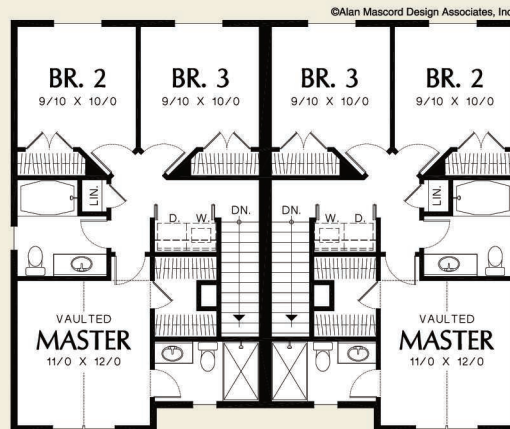 ©Alan Mascord Design Associates, Inc
BR. 2
9/10 X 10/0
BR. 3
9/10 X 10/0
BR. 3
9/10 X 10/0
BR. 2
9/10 X 10/0
LIN.
D. W.
DN.
DN.
W. D.
LIN.
VAULTED
MASTER
11/0 X 12/0
VAULTED
MASTER
11/0 X 12/0